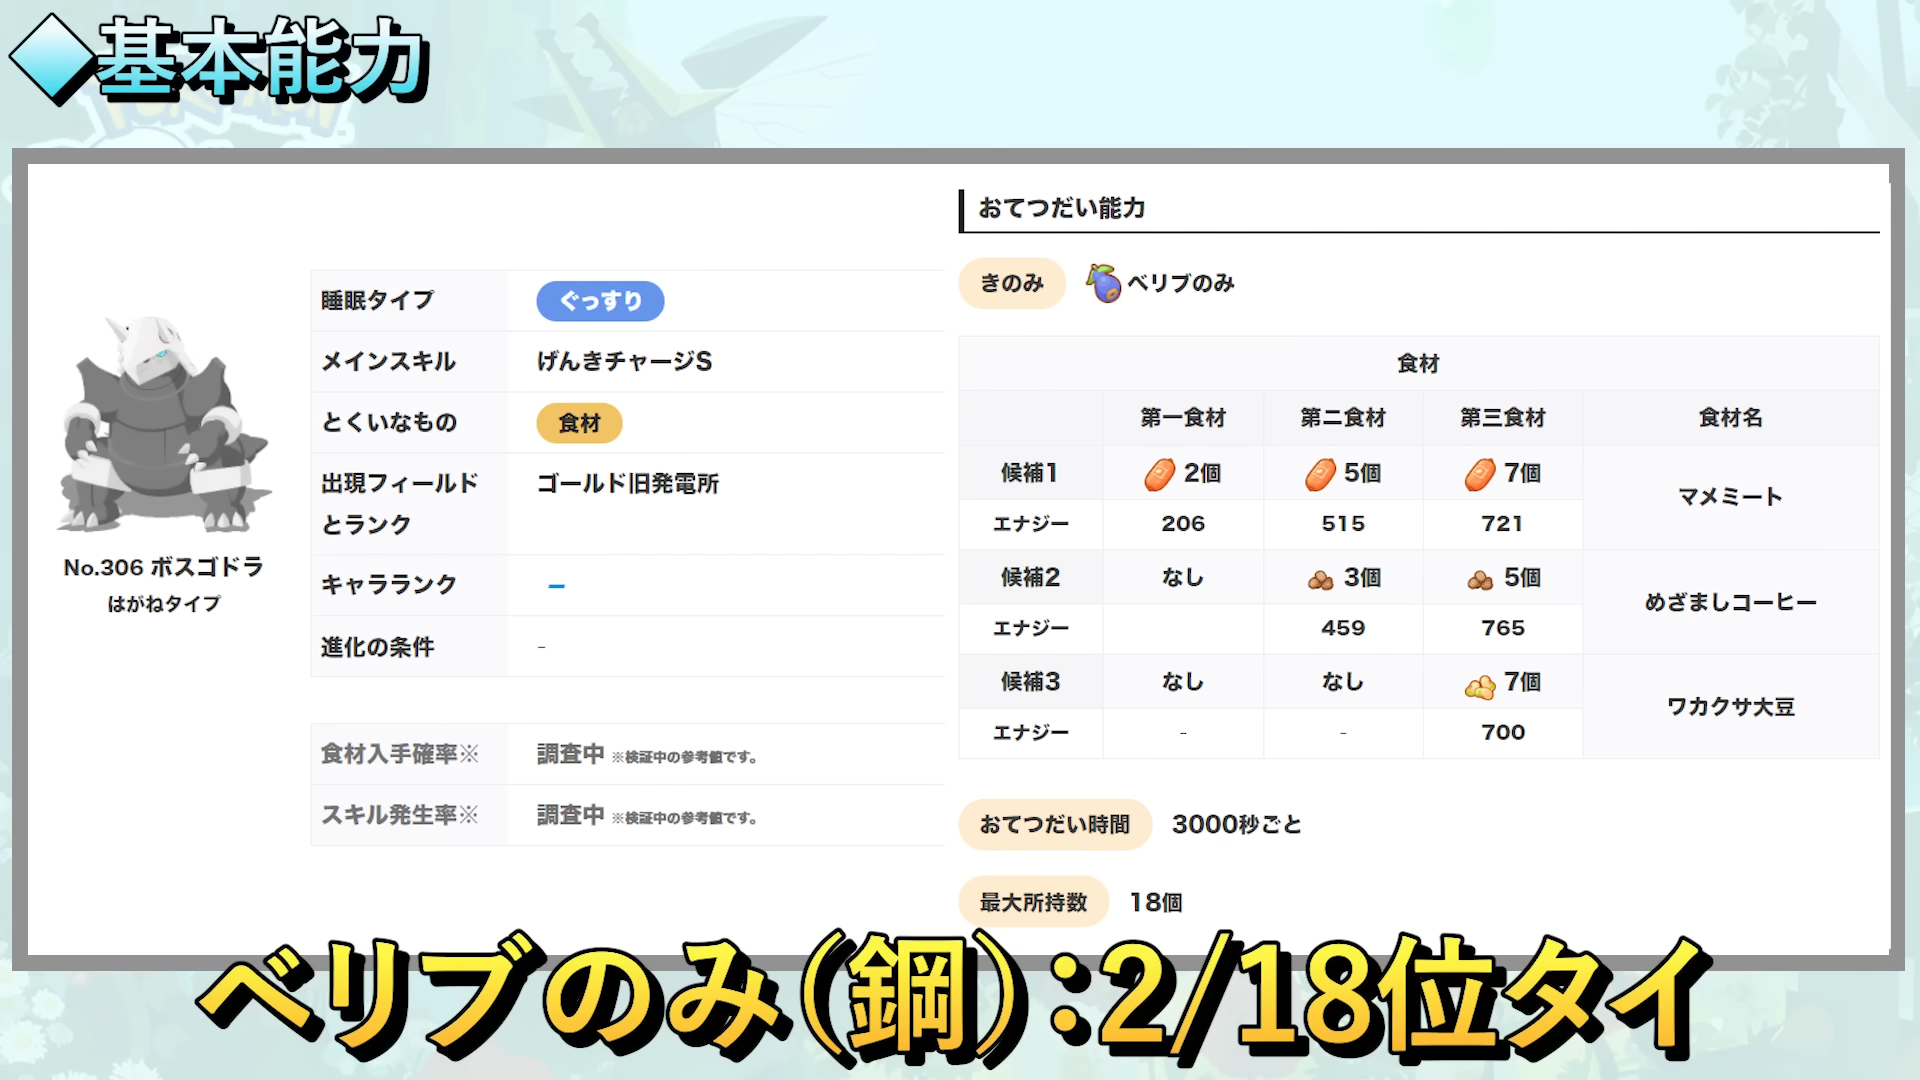 ◆基本能力
No.306 ボスゴドラ
はがねタイプ
睡眠タイプ ぐっすり
メインスキル げんきチャージS
とくいなもの 食材
出現フィールド ゴールド旧発電所
とランク
キャラランク –
進化の条件 -
食材入手確率※ 調査中 ※検証中の参考値です。
スキル発生率※ 調査中 ※検証中の参考値です。
おてつだい能力
きのみ ベリブのみ
食材
第一食材 第二食材 第三食材 食材名
候補1 2個 5個 7個 マメミート
エナジー 206 515 721
候補2 なし 3個 5個 めざましコーヒー
エナジー 459 765
候補3 なし なし 7個 ワカクサ大豆
エナジー - - 700
おてつだい時間 3000秒ごと
最大所持数 18個
ベリブのみ(鋼):2/18位タイ